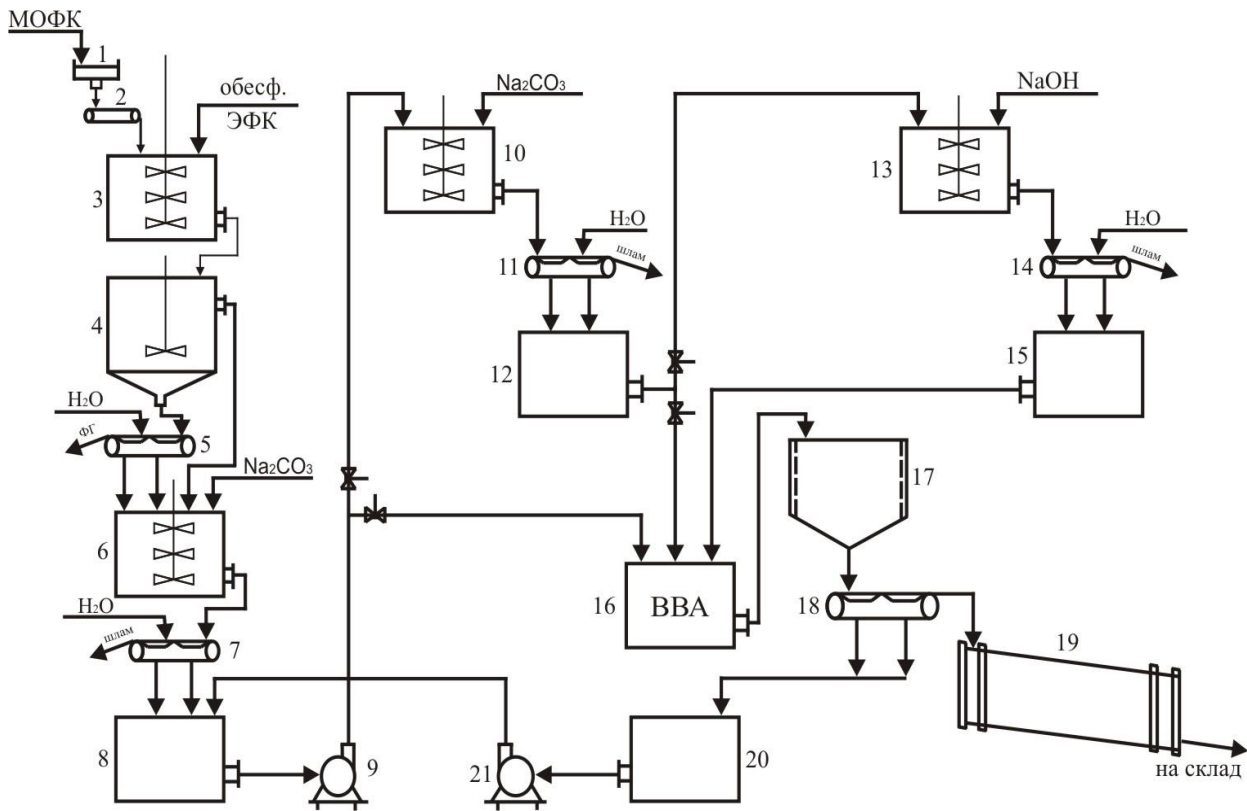 МОФК
1
2
обесф.
ЭФК
3
4
H₂O
ФГ
5
Na₂CO₃
6
H₂O
шлам
7
8
9
Na₂CO₃
10
H₂O
11
шлам
12
NaOH
13
H₂O
14
шлам
15
16
ВВА
17
18
19
на склад
20
21